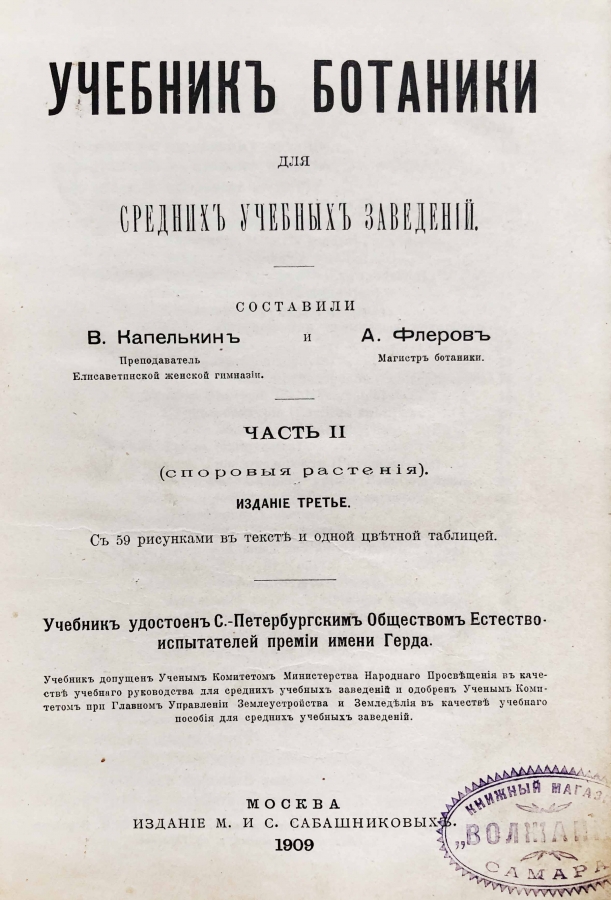 УЧЕБНИКЪ БОТАНИКИ
ДЛЯ
СРЕДНИХЪ УЧЕБНЫХЪ ЗАВЕДЕНІЙ.
СОСТАВИЛИ
В. Капелькинъ и А. Флеровъ
Преподаватель Магистръ ботаники.
Елисаветинской женской гимназіи.
ЧАСТЬ II
(споровыя растенія).
ИЗДАНІЕ ТРЕТЬЕ.
Съ 59 рисунками въ текстѣ и одной цвѣтной таблицей.
Учебникъ удостоенъ С.-Петербургскимъ Обществомъ Естество-
испытателей преміи имени Герда.
Учебникъ допущен Ученымъ Комитетомъ Министерства Народнаго Просвѣщенія въ каче-
ствѣ учебнаго руководства для среднихъ учебныхъ заведеній и одобренъ Ученымъ Коми-
тетомъ при Главномъ Управленіи Землеустройства и Земледѣлія въ качествѣ учебнаго
пособія для среднихъ учебныхъ заведеній.
МОСКВА
ИЗДАНІЕ М. И С. САБАШНИКОВЫХЪ.
1909
КНИЖНЫЙ МАГАЗ
„ВОЛЖАН
САМАРА